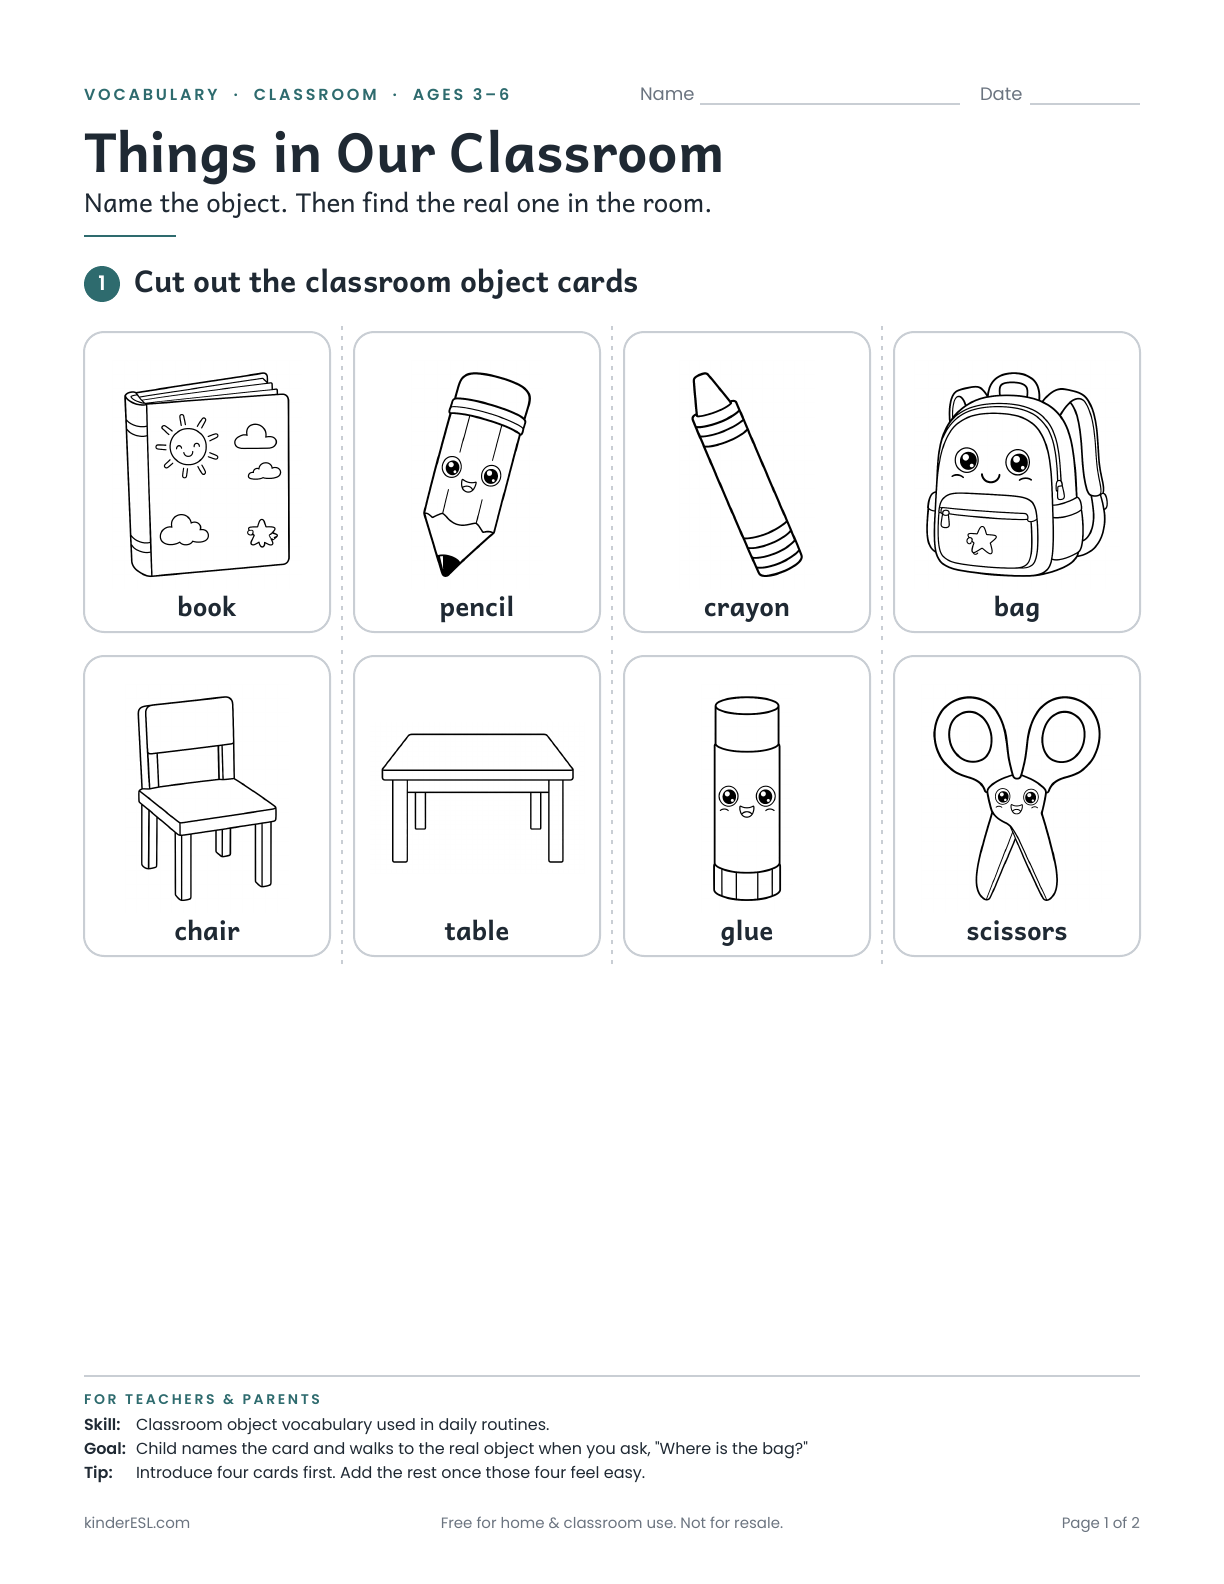 VOCABULARY · CLASSROOM · AGES 3–6
Name Date
Things in Our Classroom
Name the object. Then find the real one in the room.
1 Cut out the classroom object cards
book pencil crayon bag
chair table glue scissors
FOR TEACHERS & PARENTS
Skill: Classroom object vocabulary used in daily routines.
Goal: Child names the card and walks to the real object when you ask, "Where is the bag?"
Tip: Introduce four cards first. Add the rest once those four feel easy.
kinderESL.com Free for home & classroom use. Not for resale. Page 1 of 2